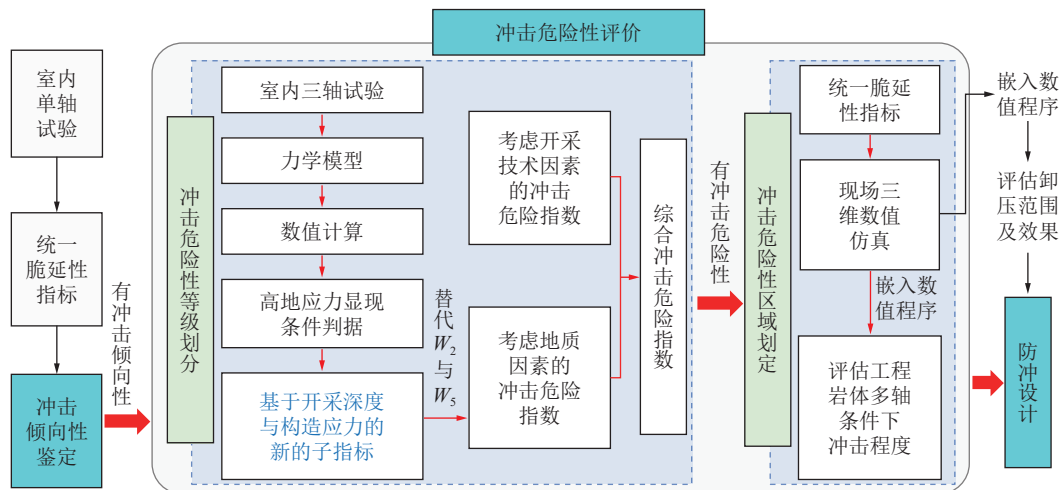 冲击危险性评价
室内
单轴
试验
统一
脆延性
指标
冲击
倾向性
鉴定
有冲击倾向性
冲击危险性等级划分
室内三轴试验
力学模型
数值计算
高地应力显现
条件判据
基于开采深度
与构造应力的
新的子指标
替代W₂与W₅
考虑开采
技术因素
的冲击
危险指数
考虑地质
因素的
冲击危险
指数
综合冲击危险指数
有冲击危险性
冲击危险性区域划定
统一脆延
性指标
现场三
维数值
仿真
嵌入数
值程序
评估工程
岩体多轴
条件下
冲击程度
嵌入数
值程序
评估卸
压范围
及效果
防冲设计